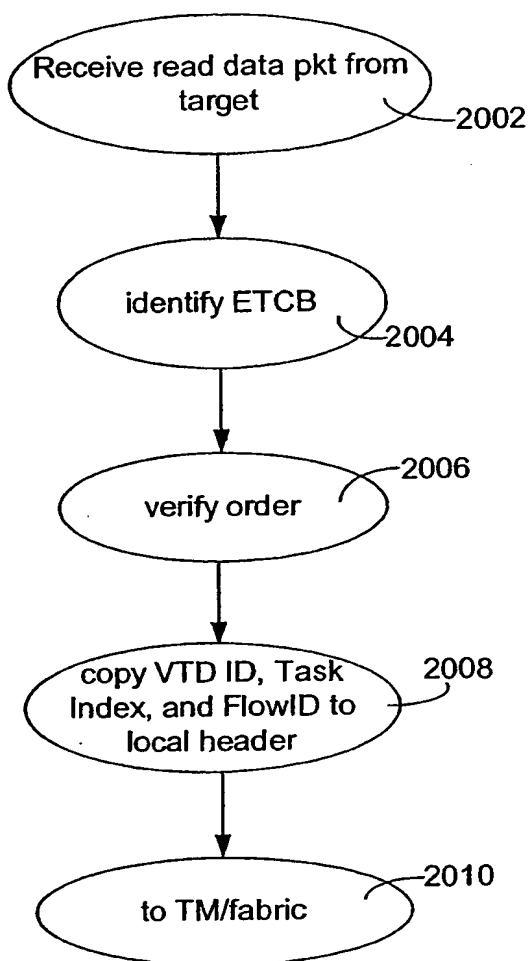 Receive read data pkt from
target
2002
identify ETCB
2004
2006
verify order
copy VTD ID, Task
Index, and FlowID to
local header
2008
2010
to TM/fabric